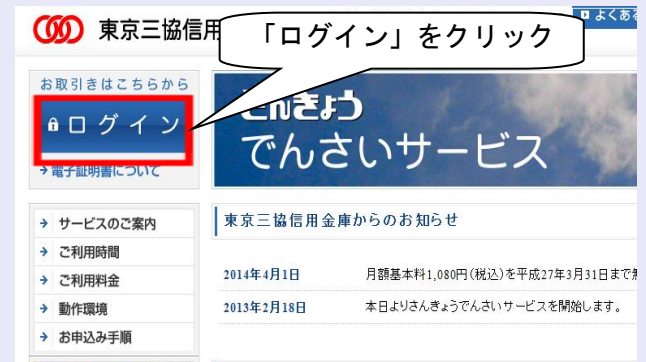 東京三協信用
「ログイン」をクリック
よくある
お取引きはこちらから
ログイン
→電子証明書について
さんきょう
でんさいサービス
サービスのご案内
ご利用時間
ご利用料金
動作環境
お申込み手順
東京三協信用金庫からのお知らせ
2014年4月1日 月額基本料1,080円(税込)を平成27年3月31日まで無
2013年2月18日 本日よりさんきょうでんさいサービスを開始します。